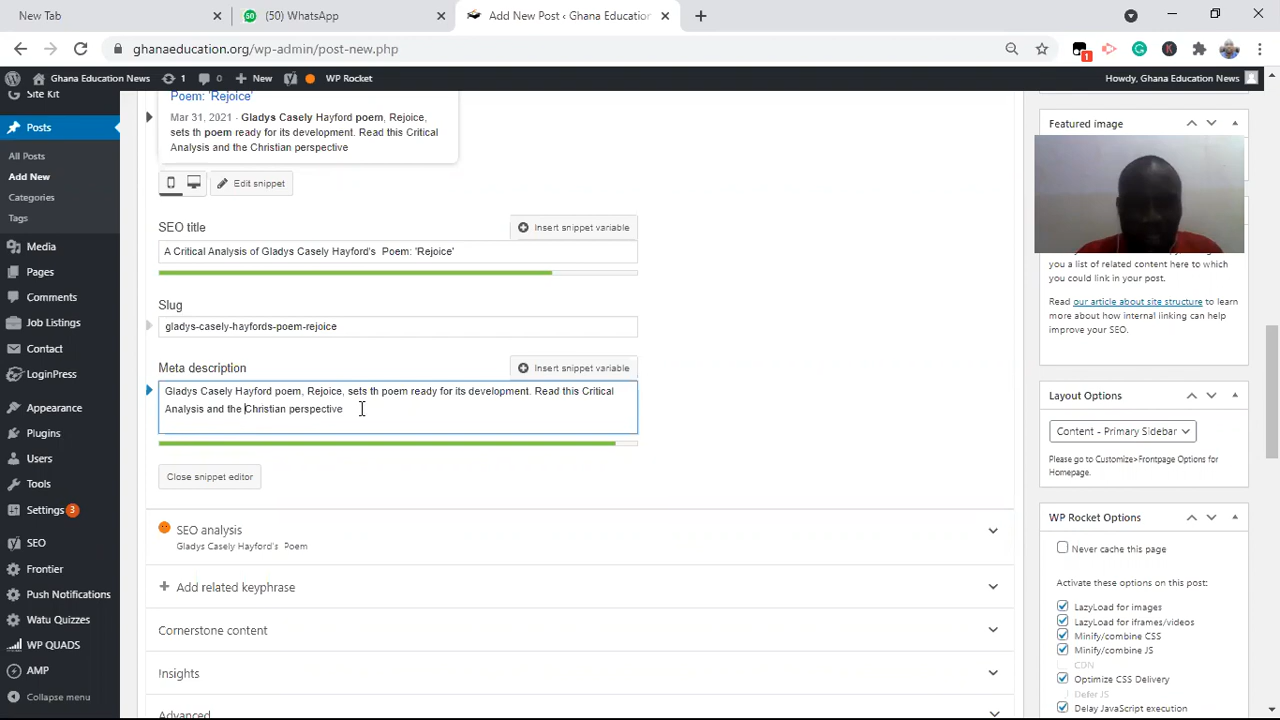 New Tab
(50) WhatsApp
Add New Post ‹ Ghana Education
ghanaeducation.org/wp-admin/post-new.php
1
Ghana Education News
1
0
New
WP Rocket
Howdy, Ghana Education News
Site Kit
Posts
All Posts
Add New
Categories
Tags
Media
Pages
Comments
Job Listings
Contact
LoginPress
Appearance
Plugins
Users
Tools
Settings 3
SEO
Frontier
Push Notifications
Watu Quizzes
WP QUADS
AMP
Collapse menu
Poem: 'Rejoice'
Mar 31, 2021 · Gladys Casely Hayford poem, Rejoice,
sets th poem ready for its development. Read this Critical
Analysis and the Christian perspective
Edit snippet
SEO title
Insert snippet variable
A Critical Analysis of Gladys Casely Hayford's Poem: 'Rejoice'
Slug
gladys-casely-hayfords-poem-rejoice
Meta description
Insert snippet variable
Gladys Casely Hayford poem, Rejoice, sets th poem ready for its development. Read this Critical
Analysis and the Christian perspective
Close snippet editor
SEO analysis
Gladys Casely Hayford's Poem
Add related keyphrase
Cornerstone content
Insights
Advanced
Featured image
you a list of related content here to which
you could link in your post.
Read our article about site structure to learn
more about how internal linking can help
improve your SEO.
Layout Options
Content - Primary Sidebar
Please go to Customize>Frontpage Options for
Homepage.
WP Rocket Options
Never cache this page
Activate these options on this post:
LazyLoad for images
LazyLoad for iframes/videos
Minify/combine CSS
Minify/combine JS
CDN
Optimize CSS Delivery
Defer JS
Delay JavaScript execution